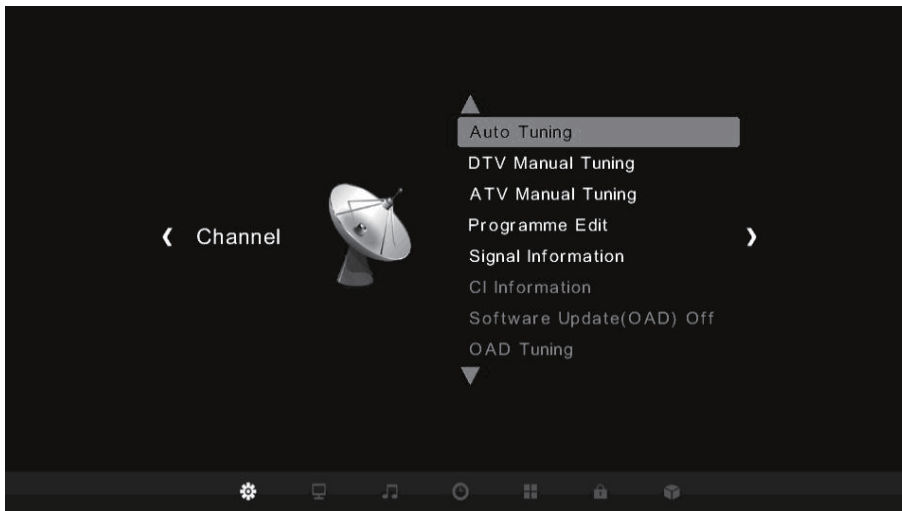 Auto Tuning
DTV Manual Tuning
ATV Manual Tuning
Programme Edit
Channel
Signal Information
CI Information
Software Update(OAD) Off
OAD Tuning